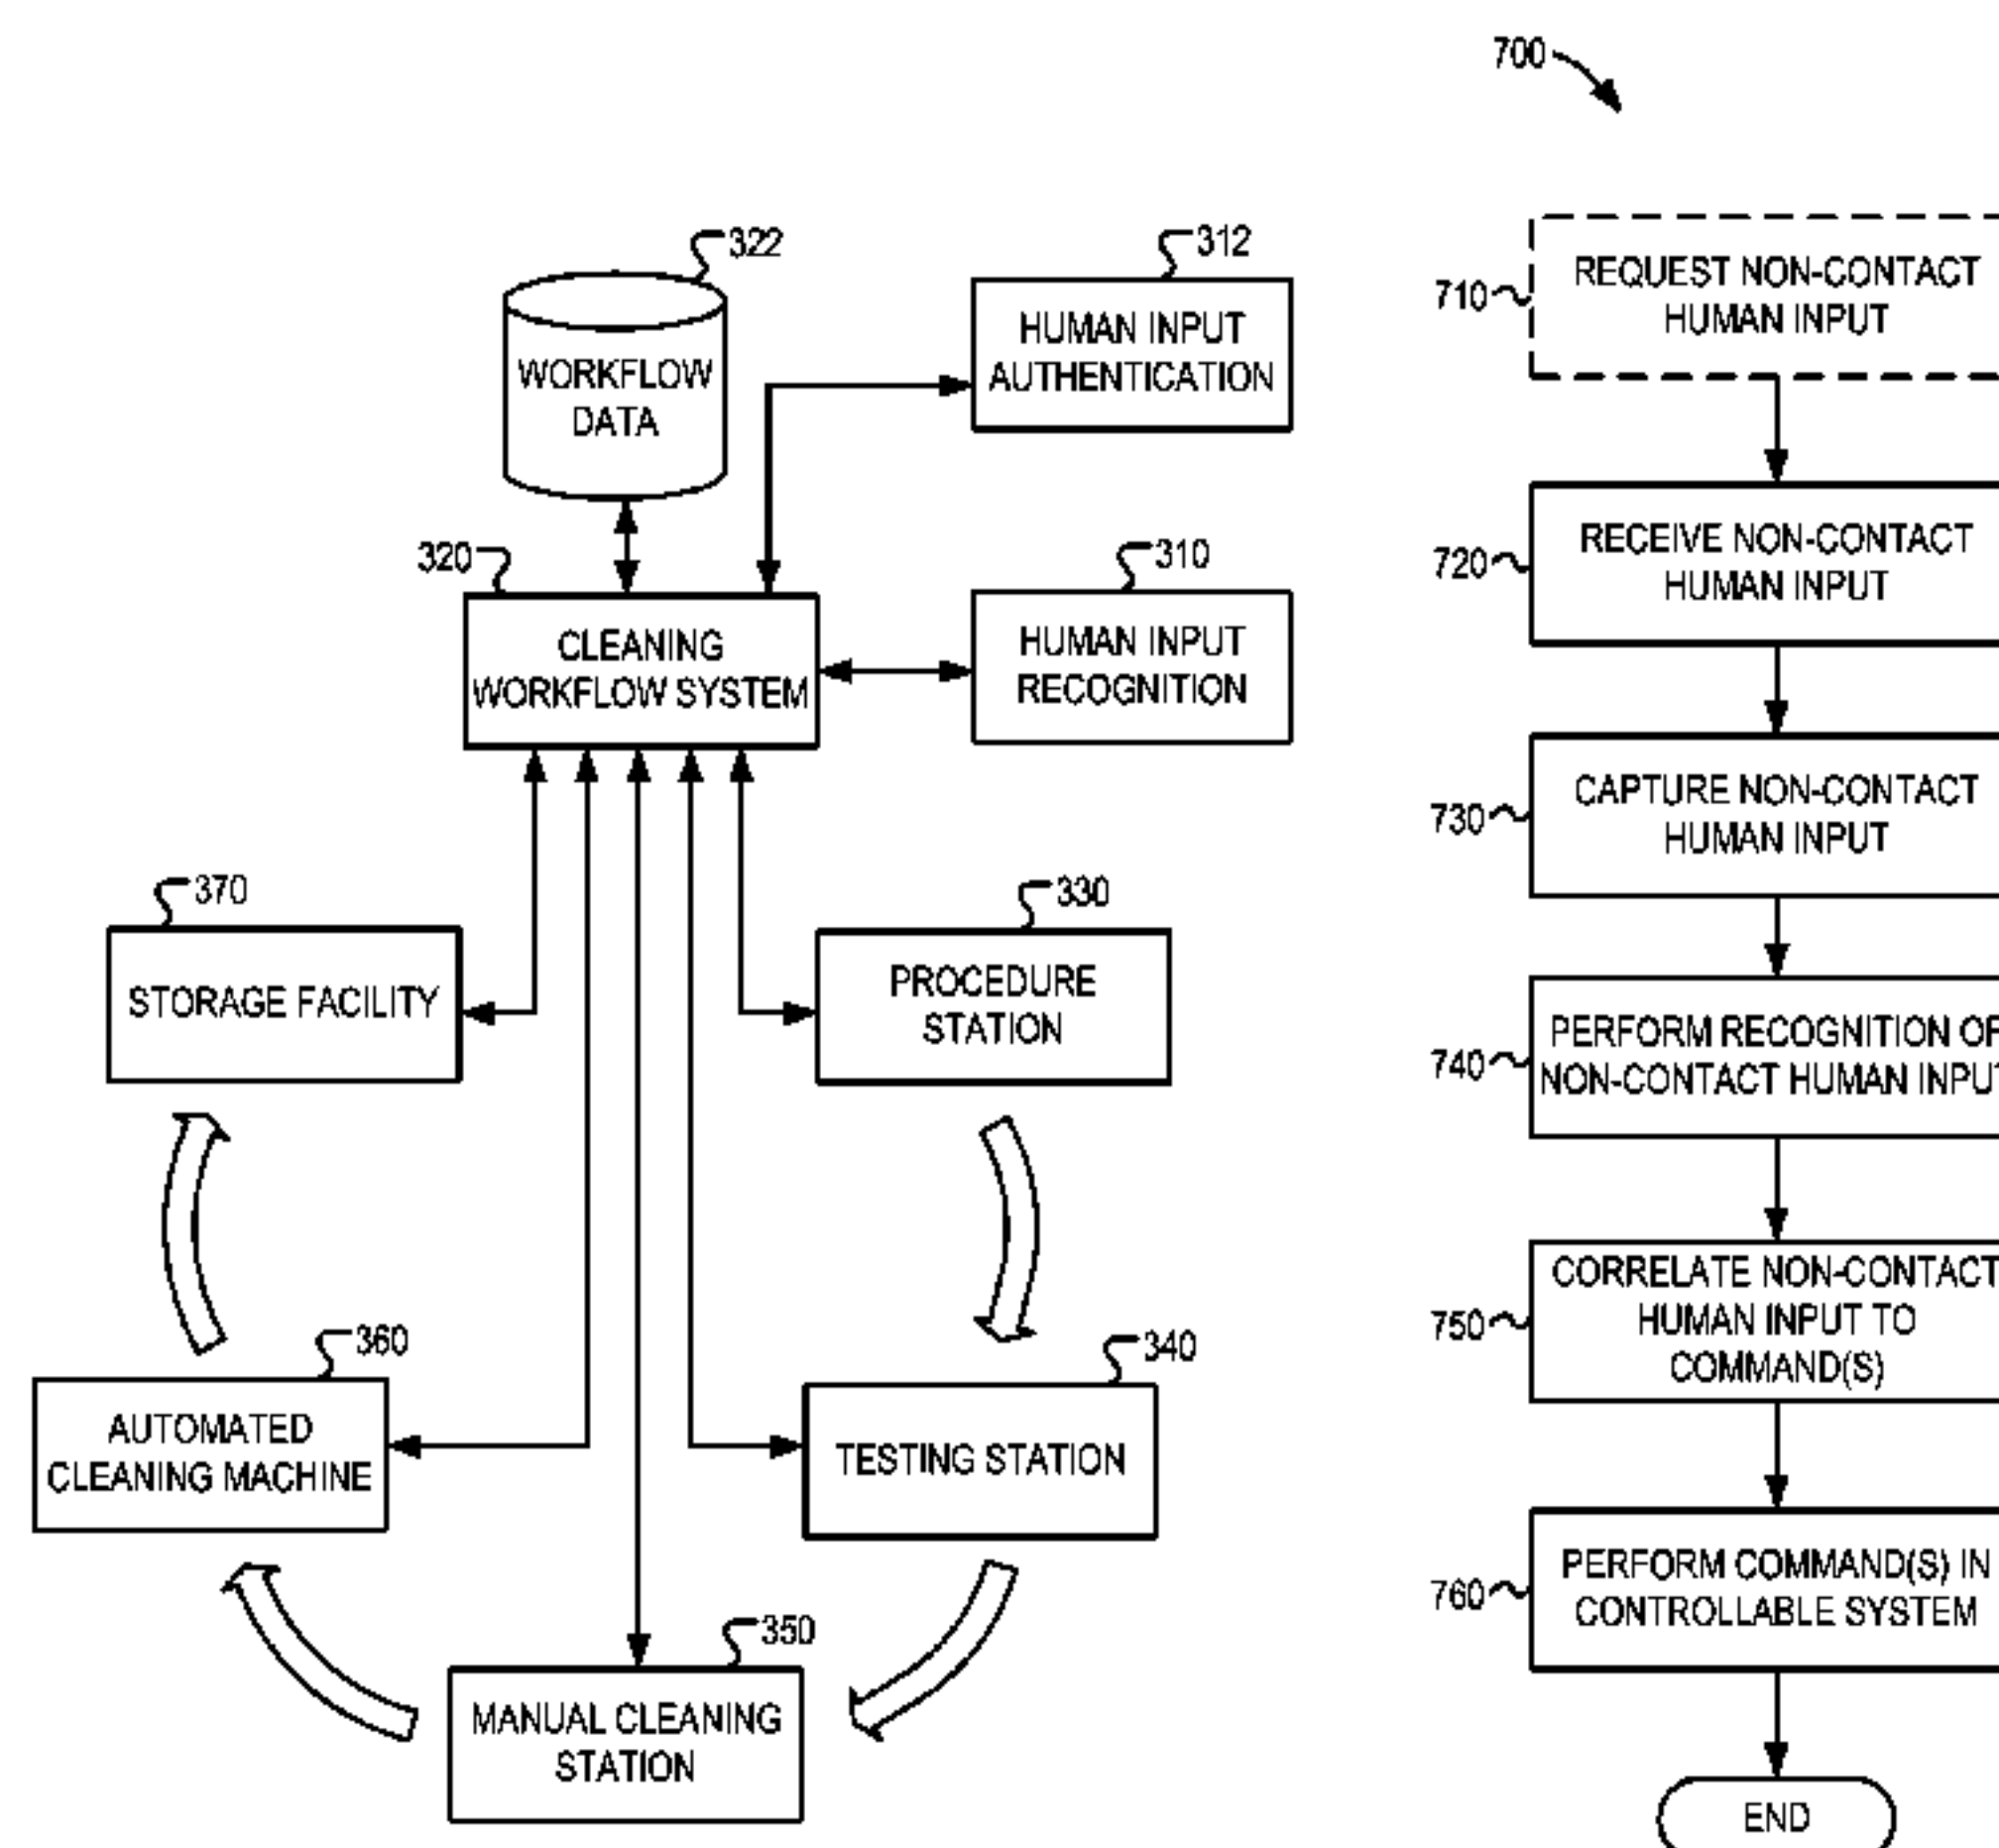 322
WORKFLOW
DATA
312
HUMAN INPUT
AUTHENTICATION
320
CLEANING
WORKFLOW SYSTEM
310
HUMAN INPUT
RECOGNITION
370
STORAGE FACILITY
330
PROCEDURE
STATION
360
AUTOMATED
CLEANING MACHINE
340
TESTING STATION
350
MANUAL CLEANING
STATION
700
710
REQUEST NON-CONTACT
HUMAN INPUT
720
RECEIVE NON-CONTACT
HUMAN INPUT
730
CAPTURE NON-CONTACT
HUMAN INPUT
740
PERFORM RECOGNITION OF
NON-CONTACT HUMAN INPUT
750
CORRELATE NON-CONTACT
HUMAN INPUT TO
COMMAND(S)
760
PERFORM COMMAND(S) IN
CONTROLLABLE SYSTEM
END